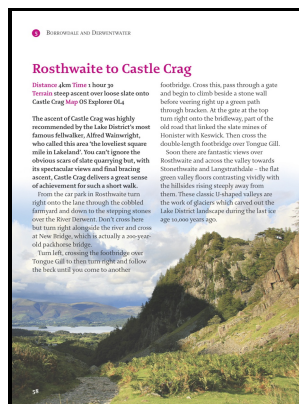 5 BORROWDALE AND DERWENTWATER
Rosthwaite to Castle Crag
Distance 4km Time 1 hour 30
Terrain steep ascent over loose slate onto
Castle Crag Map OS Explorer OL4
The ascent of Castle Crag was highly
recommended by the Lake District's most
famous fellwalker, Alfred Wainwright,
who called this area 'the loveliest square
mile in Lakeland'. You can't ignore the
obvious scars of slate quarrying but, with
its spectacular views and final bracing
ascent, Castle Crag delivers a great sense
of achievement for such a short walk.
From the car park in Rosthwaite turn
right onto the lane through the cobbled
farmyard and down to the stepping stones
over the River Derwent. Don't cross here
but turn right alongside the river and cross
at New Bridge, which is actually a 200-year-
old packhorse bridge.
Turn left, crossing the footbridge over
Tongue Gill to then turn right and follow
the beck until you come to another
footbridge. Cross this, pass through a gate
and begin to climb beside a stone wall
before veering right up a green path
through bracken. At the gate at the top
turn right onto the bridleway, part of the
old road that linked the slate mines of
Honister with Keswick. Then cross the
double-length footbridge over Tongue Gill.
Soon there are fantastic views over
Rosthwaite and across the valley towards
Stonethwaite and Langstrathdale – the flat
green valley floors contrasting vividly with
the hillsides rising steeply away from
them. These classic U-shaped valleys are
the work of glaciers which carved out the
Lake District landscape during the last ice
age 10,000 years ago.
38